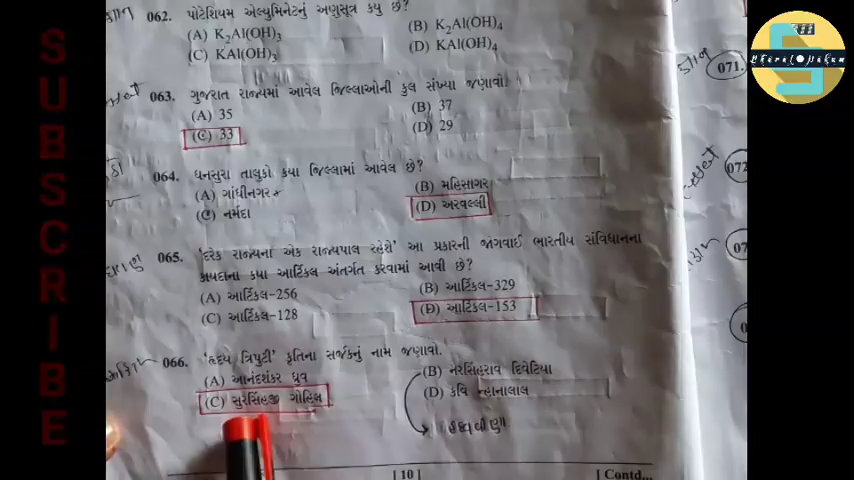 062. પોટેશિયમ એલ્યુમિનેટનું અણુસૂત્ર કયુ છે?
(A) K₂Al(OH)₃
(B) K₂Al(OH)₄
(C) KAl(OH)₃
(D) KAl(OH)₄
063. ગુજરાત રાજ્યમાં આવેલ જિલ્લાઓની કુલ સંખ્યા જણાવો
(A) 35
(B) 37
(C) 33
(D) 29
064. ધનસુરા તાલુકો કયા જિલ્લામાં આવેલ છે?
(A) ગાંધીનગર
(B) મહિસાગર
(C) નર્મદા
(D) અરવલ્લી
065. 'દરેક રાજ્યના એક રાજ્યપાલ રહેશે' આ પ્રકારની જોગવાઈ ભારતીય સંવિધાનના
કાયદાના કયા આર્ટિકલ અંતર્ગત કરવામાં આવી છે?
(A) આર્ટિકલ-256
(B) આર્ટિકલ-329
(C) આર્ટિકલ-128
(D) આર્ટિકલ-153
066. 'હૃદય ત્રિપુટી' કૃતિના સર્જકનું નામ જણાવો.
(A) આનંદશંકર ધ્રુવ
(B) નરસિંહરાવ દિવેટિયા
(C) સુરસિંહજી ગોહિલ
(D) કવિ ન્હાનાલાલ
[10]
[Contd...
071.
072
07
SUBSCRIBE